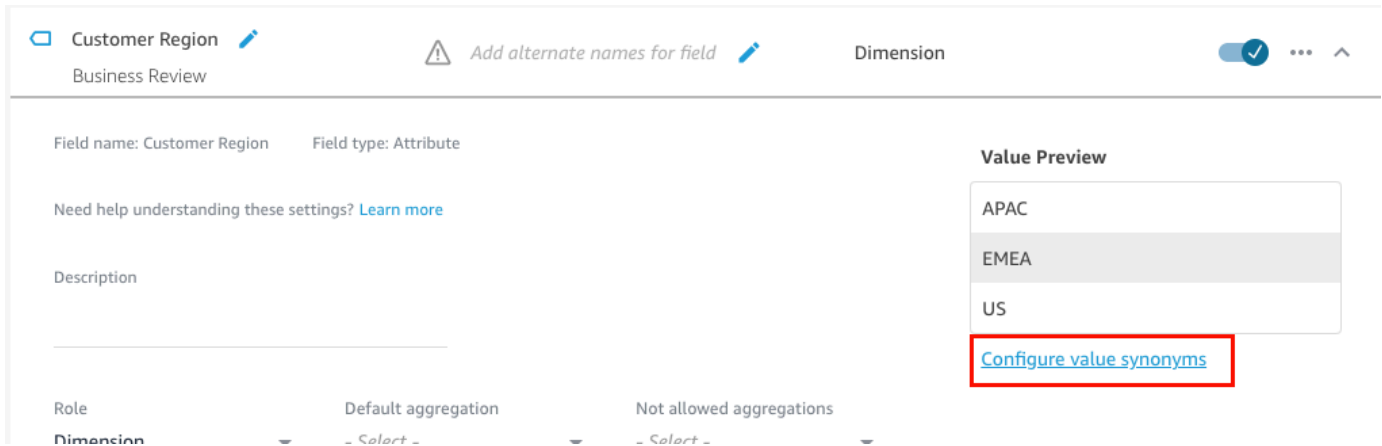 Customer Region
Add alternate names for field
Dimension
Business Review
Field name: Customer Region
Field type: Attribute
Value Preview
Need help understanding these settings? Learn more
APAC
EMEA
Description
US
Configure value synonyms
Role
Default aggregation
Not allowed aggregations
Dimension
- Select -
- Select -